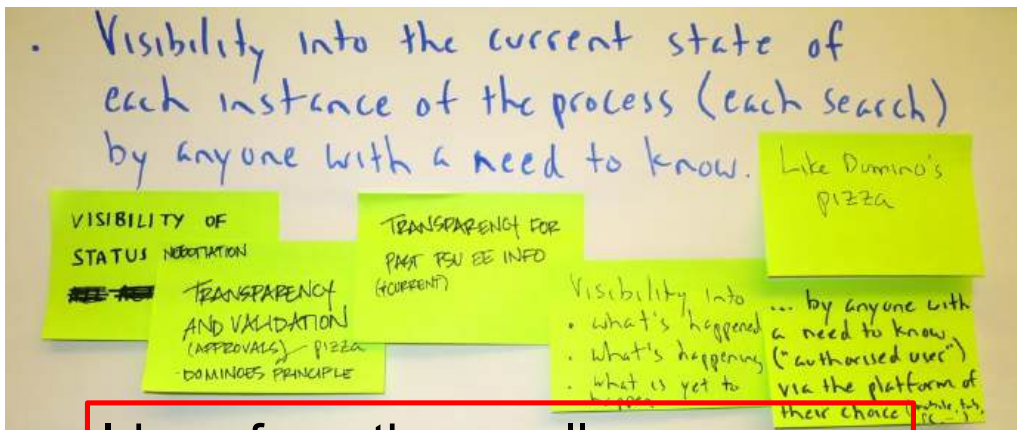 . Visibility into the current state of
each instance of the process (each search)
by anyone with a need to know.
Like Domino's
pizza
VISIBILITY OF
STATUS NEGOTIATION
TRANSPARENCY
AND VALIDATION
(APPROVALS) pizza
-DOMINOES PRINCIPLE
TRANSPARENCY FOR
PAST PSU EE INFO
(+CURRENT)
Visibility into
• what's happened
• what's happening
• what is yet to
... by anyone with
a need to know
("authorised user")
via the platform of
their choice